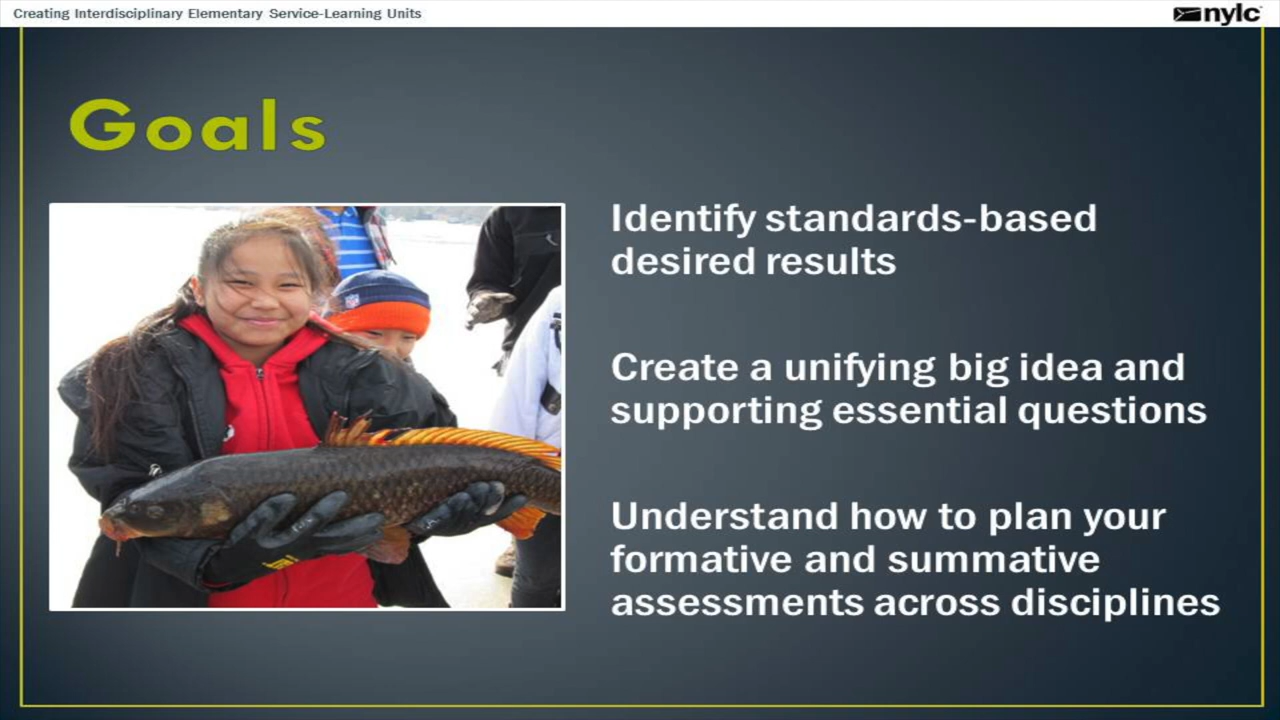 Creating Interdisciplinary Elementary Service-Learning Units
nylc
Goals
Identify standards-based
desired results
Create a unifying big idea and
supporting essential questions
Understand how to plan your
formative and summative
assessments across disciplines